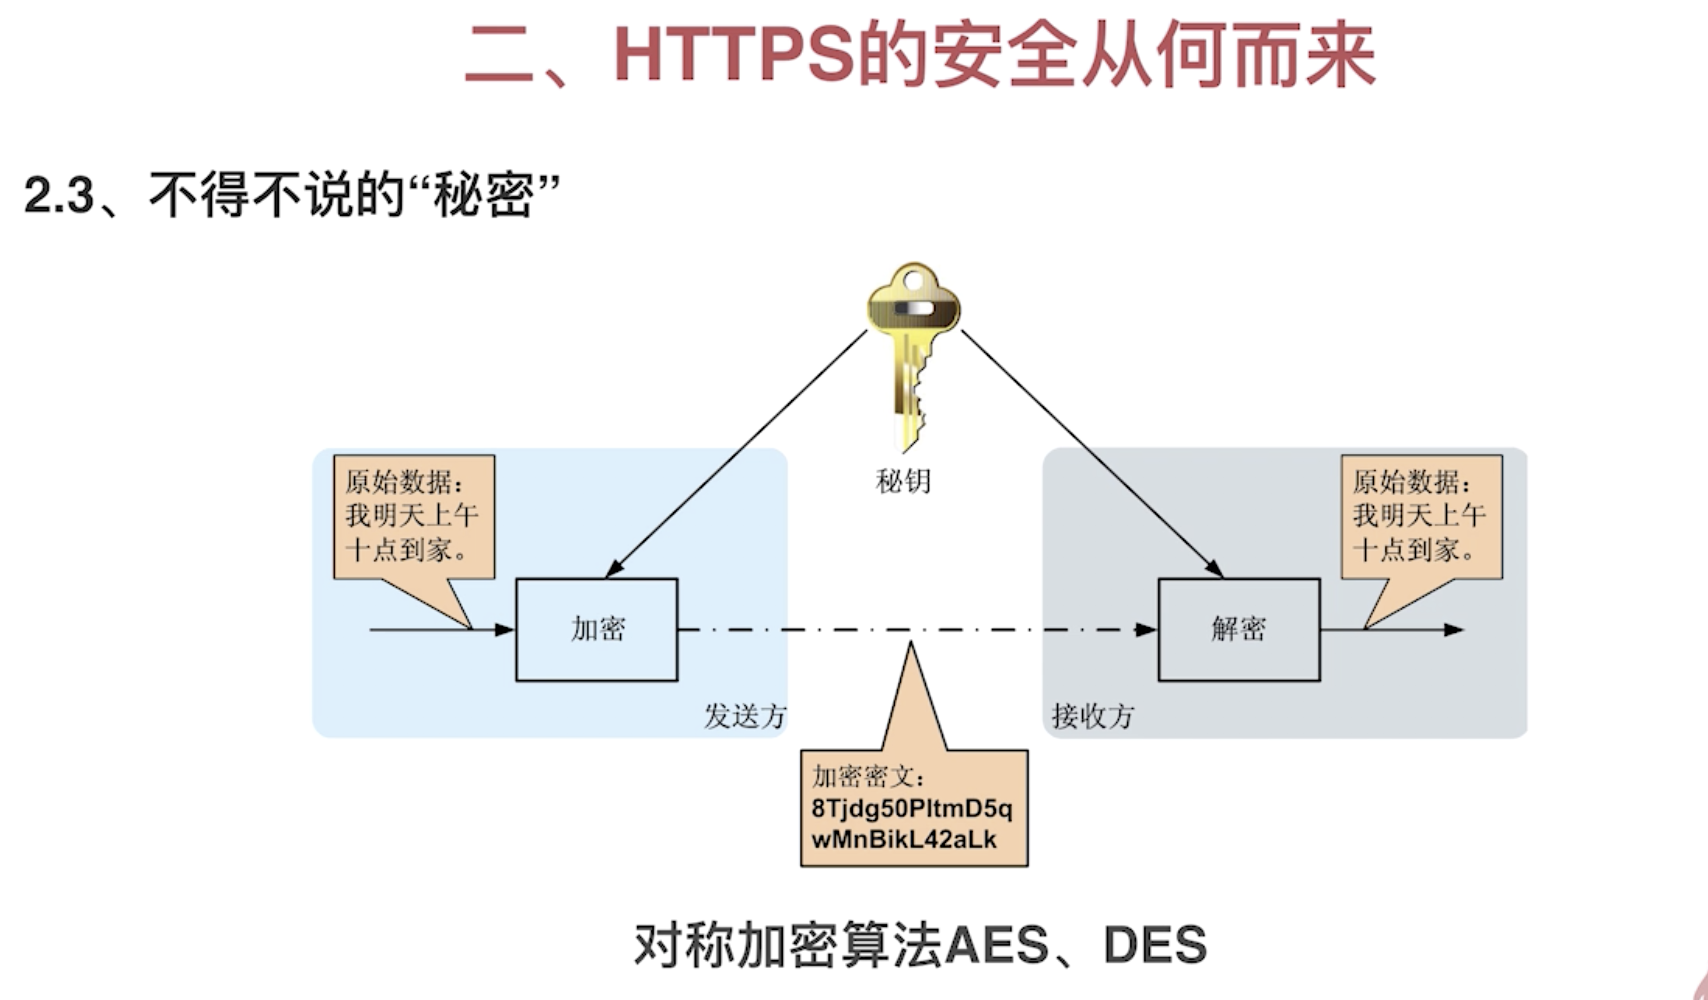 二、HTTPS的安全从何而来
2.3、不得不说的“秘密”
秘钥
原始数据：
我明天上午
十点到家。
原始数据：
我明天上午
十点到家。
加密
解密
发送方
接收方
加密密文：
8Tjdg50PltmD5q
wMnBikL42aLk
对称加密算法AES、DES